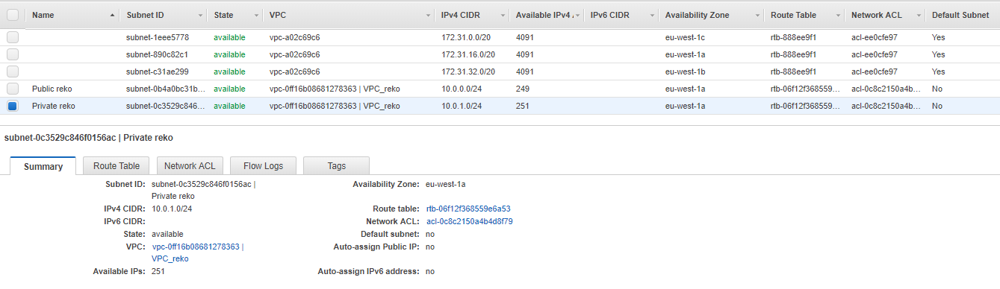 Name Subnet ID State VPC IPv4 CIDR Available IPv4 IPv6 CIDR Availability Zone Route Table Network ACL Default Subnet
subnet-1eee5778 available vpc-a02c69c6 172.31.0.0/20 4091 eu-west-1c rtb-888ee9f1 acl-ee0cfe97 Yes
subnet-890c82c1 available vpc-a02c69c6 172.31.16.0/20 4091 eu-west-1a rtb-888ee9f1 acl-ee0cfe97 Yes
subnet-c31ae299 available vpc-a02c69c6 172.31.32.0/20 4091 eu-west-1b rtb-888ee9f1 acl-ee0cfe97 Yes
Public reko subnet-0b4a0bc31b... available vpc-0ff16b08681278363 | VPC_reko 10.0.0.0/24 249 eu-west-1a rtb-06f12f368559... acl-0c8c2150a4b... No
Private reko subnet-0c3529c846... available vpc-0ff16b08681278363 | VPC_reko 10.0.1.0/24 251 eu-west-1a rtb-06f12f368559... acl-0c8c2150a4b... No
subnet-0c3529c846f0156ac | Private reko
Summary Route Table Network ACL Flow Logs Tags
Subnet ID: subnet-0c3529c846f0156ac | Availability Zone: eu-west-1a
Private reko
IPv4 CIDR: 10.0.1.0/24 Route table: rtb-06f12f368559e6a53
IPv6 CIDR: Network ACL: acl-0c8c2150a4b4d8f79
State: available Default subnet: no
VPC: vpc-0ff16b08681278363 | Auto-assign Public IP: no
VPC_reko
Available IPs: 251 Auto-assign IPv6 address: no